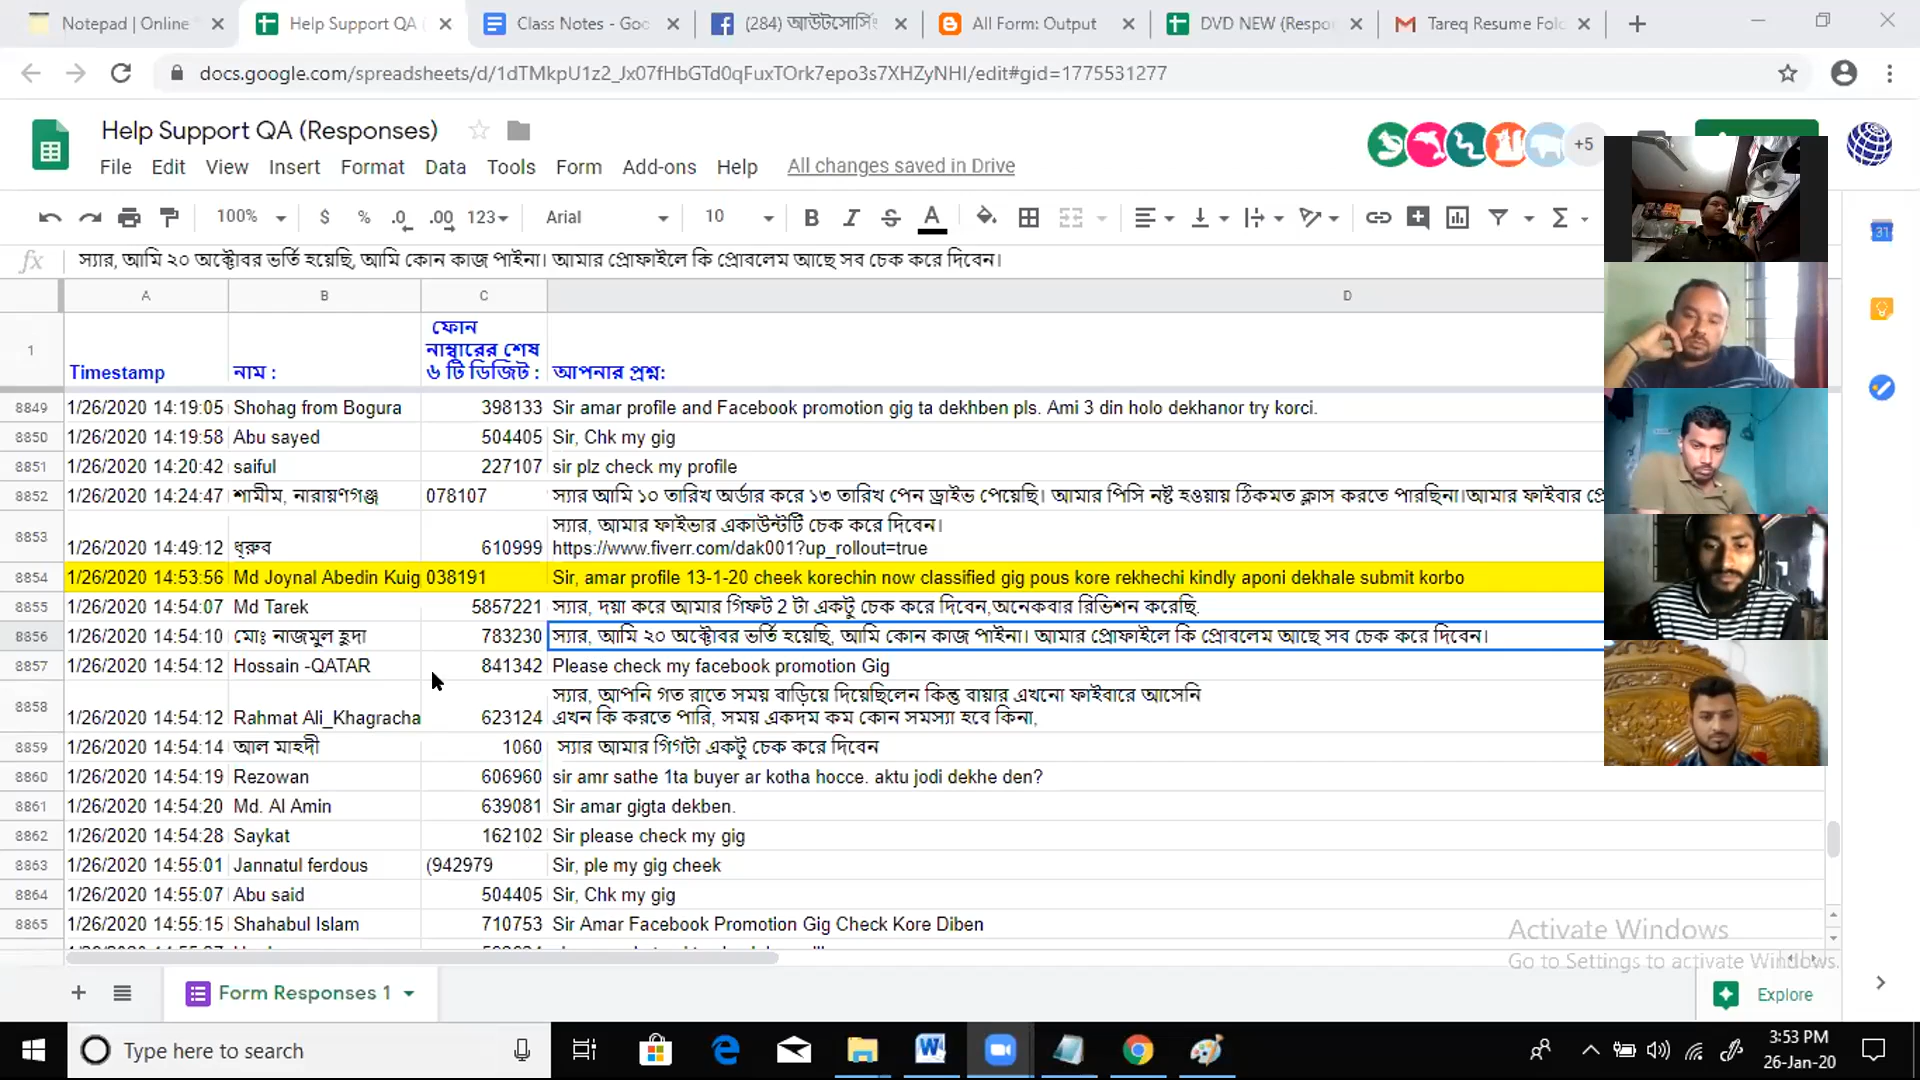 Notepad | Online
Help Support QA (
Class Notes - Goo
(284) আউটসোর্সিং
All Form: Output
DVD NEW (Respo
Tareq Resume Fold
docs.google.com/spreadsheets/d/1dTMkpU1z2_Jx07fHbGTd0qFuxTOrk7epo3s7XHZyNHI/edit#gid=1775531277
Help Support QA (Responses)
+5
File Edit View Insert Format Data Tools Form Add-ons Help All changes saved in Drive
100% $ % .0 .00 123 Arial 10 B I S A
31
fx স্যার, আমি ২০ অক্টোবর ভর্তি হয়েছি, আমি কোন কাজ পাইনা। আমার প্রোফাইলে কি প্রোবলেম আছে সব চেক করে দিবেন।
A B C D
1 Timestamp নাম : ফোন নাম্বারের শেষ ৬ টি ডিজিট : আপনার প্রশ্ন:
8849 1/26/2020 14:19:05 Shohag from Bogura 398133 Sir amar profile and Facebook promotion gig ta dekhben pls. Ami 3 din holo dekhanor try korci.
8850 1/26/2020 14:19:58 Abu sayed 504405 Sir, Chk my gig
8851 1/26/2020 14:20:42 saiful 227107 sir plz check my profile
8852 1/26/2020 14:24:47 শামীম, নারায়ণগঞ্জ 078107 স্যার আমি ১০ তারিখ অর্ডার করে ১৩ তারিখ পেন ড্রাইভ পেয়েছি। আমার পিসি নষ্ট হওয়ায় ঠিকমত ক্লাস করতে পারছিনা।আমার ফাইবার প্রে
8853 1/26/2020 14:49:12 ধ্রুব 610999 স্যার, আমার ফাইভার একাউন্টটি চেক করে দিবেন।
https://www.fiverr.com/dak001?up_rollout=true
8854 1/26/2020 14:53:56 Md Joynal Abedin Kuig 038191 Sir, amar profile 13-1-20 cheek korechin now classified gig pous kore rekhechi kindly aponi dekhale submit korbo
8855 1/26/2020 14:54:07 Md Tarek 5857221 স্যার, দয়া করে আমার গিফট 2 টা একটু চেক করে দিবেন,অনেকবার রিভিশন করেছি.
8856 1/26/2020 14:54:10 মোঃ নাজমুল হুদা 783230 স্যার, আমি ২০ অক্টোবর ভর্তি হয়েছি, আমি কোন কাজ পাইনা। আমার প্রোফাইলে কি প্রোবলেম আছে সব চেক করে দিবেন।
8857 1/26/2020 14:54:12 Hossain -QATAR 841342 Please check my facebook promotion Gig
8858 1/26/2020 14:54:12 Rahmat Ali_Khagracha 623124 স্যার, আপনি গত রাতে সময় বাড়িয়ে দিয়েছিলেন কিন্তু বায়ার এখনো ফাইবারে আসেনি
এখন কি করতে পারি, সময় একদম কম কোন সমস্যা হবে কিনা,
8859 1/26/2020 14:54:14 আল মাহদী 1060 স্যার আমার গিগটা একটু চেক করে দিবেন
8860 1/26/2020 14:54:19 Rezowan 606960 sir amr sathe 1ta buyer ar kotha hocce. aktu jodi dekhe den?
8861 1/26/2020 14:54:20 Md. Al Amin 639081 Sir amar gigta dekben.
8862 1/26/2020 14:54:28 Saykat 162102 Sir please check my gig
8863 1/26/2020 14:55:01 Jannatul ferdous (942979 Sir, ple my gig cheek
8864 1/26/2020 14:55:07 Abu said 504405 Sir, Chk my gig
8865 1/26/2020 14:55:15 Shahabul Islam 710753 Sir Amar Facebook Promotion Gig Check Kore Diben
Activate Windows
Go to Settings to activate Windows.
Form Responses 1
Explore
Type here to search
3:53 PM
26-Jan-20